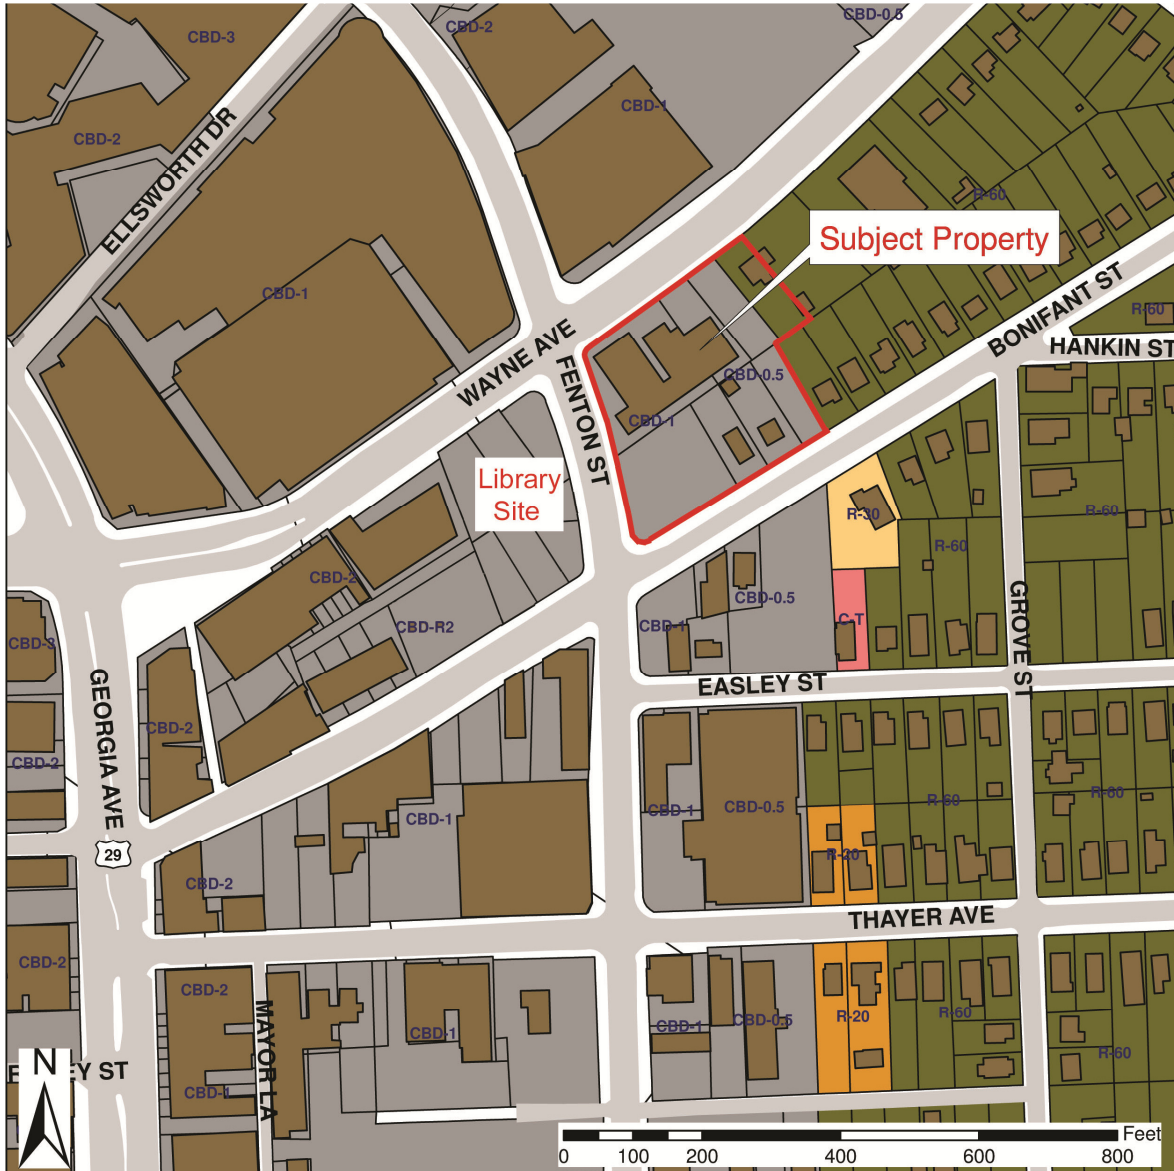 CBD-0.5
CBD-2
CBD-3
CBD-1
CBD-2
ELLSWORTH DR
R-60
Subject Property
CBD-1
BONIFANT ST
R-60
HANKIN ST
WAYNE AVE
FENTON ST
CBD-0.5
CBD-1
Library
Site
R-30
R-60
R-60
CBD-2
CBD-0.5
GROVE ST
C-T
CBD-R2
CBD-1
CBD-3
EASLEY ST
GEORGIA AVE
CBD-2
CBD-2
CBD-1
CBD-0.5
R-60
R-60
CBD-1
29
R-20
CBD-2
THAYER AVE
CBD-2
CBD-2
MAYOR LA
CBD-1
CBD-1
CBD-0.5
R-20
R-60
R-60
N
EY ST
CBD-1
Feet
0 100 200 400 600 800